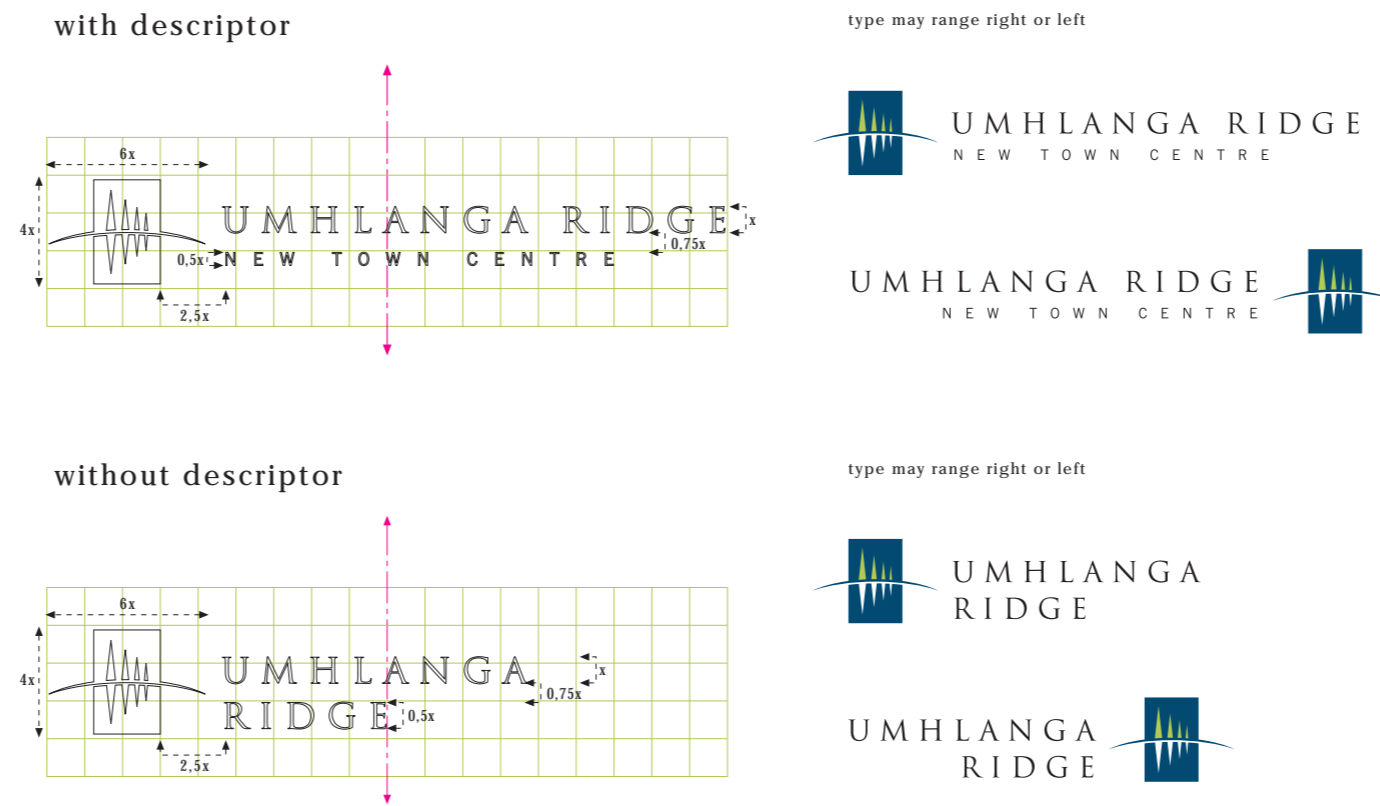 with descriptor
type may range right or left
6x
4x
UMHLANGA RIDGE
x
0,75x
0,5x
NEW TOWN CENTRE
2,5x
UMHLANGA RIDGE
NEW TOWN CENTRE
UMHLANGA RIDGE
NEW TOWN CENTRE
without descriptor
type may range right or left
6x
4x
UMHLANGA
x
0,75x
RIDGE
0,5x
2,5x
UMHLANGA
RIDGE
UMHLANGA
RIDGE